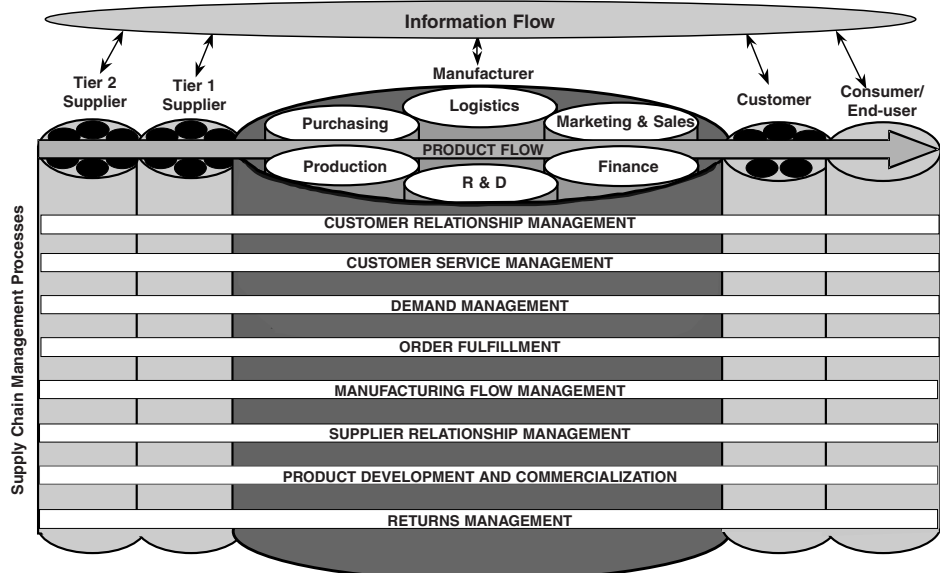 Information Flow
Tier 2
Supplier
Tier 1
Supplier
Manufacturer
Customer
Consumer/
End-user
Logistics
Purchasing
Marketing & Sales
PRODUCT FLOW
Production
R & D
Finance
Supply Chain Management Processes
CUSTOMER RELATIONSHIP MANAGEMENT
CUSTOMER SERVICE MANAGEMENT
DEMAND MANAGEMENT
ORDER FULFILLMENT
MANUFACTURING FLOW MANAGEMENT
SUPPLIER RELATIONSHIP MANAGEMENT
PRODUCT DEVELOPMENT AND COMMERCIALIZATION
RETURNS MANAGEMENT